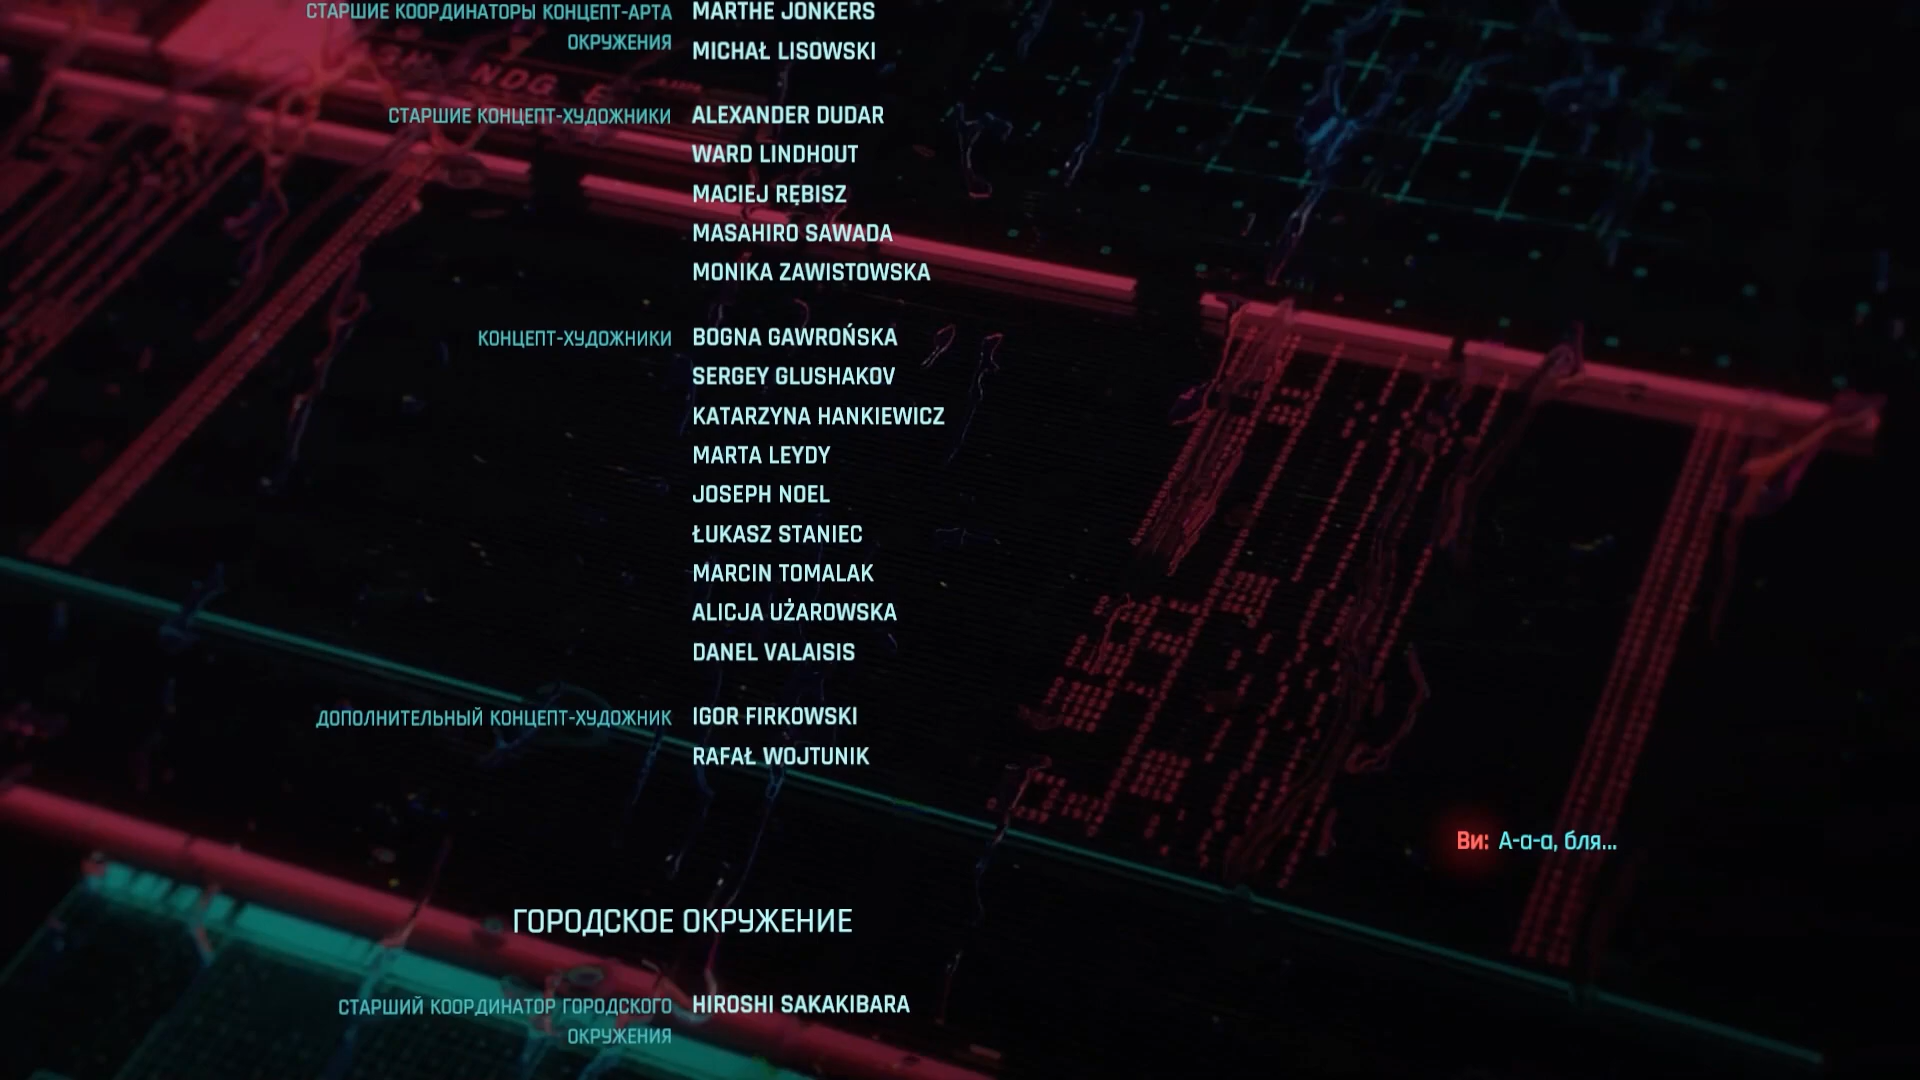 СТАРШИЕ КООРДИНАТОРЫ КОНЦЕПТ-АРТА MARTHE JONKERS
ОКРУЖЕНИЯ MICHAŁ LISOWSKI
СТАРШИЕ КОНЦЕПТ-ХУДОЖНИКИ ALEXANDER DUDAR
WARD LINDHOUT
MACIEJ RĘBISZ
MASAHIRO SAWADA
MONIKA ZAWISTOWSKA
КОНЦЕПТ-ХУДОЖНИКИ BOGNA GAWROŃSKA
SERGEY GLUSHAKOV
KATARZYNA HANKIEWICZ
MARTA LEYDY
JOSEPH NOEL
ŁUKASZ STANIEC
MARCIN TOMALAK
ALICJA UŻAROWSKA
DANEL VALAISIS
ДОПОЛНИТЕЛЬНЫЙ КОНЦЕПТ-ХУДОЖНИК IGOR FIRKOWSKI
RAFAŁ WOJTUNIK
Ви: А-а-а, бля...
ГОРОДСКОЕ ОКРУЖЕНИЕ
СТАРШИЙ КООРДИНАТОР ГОРОДСКОГО HIROSHI SAKAKIBARA
ОКРУЖЕНИЯ